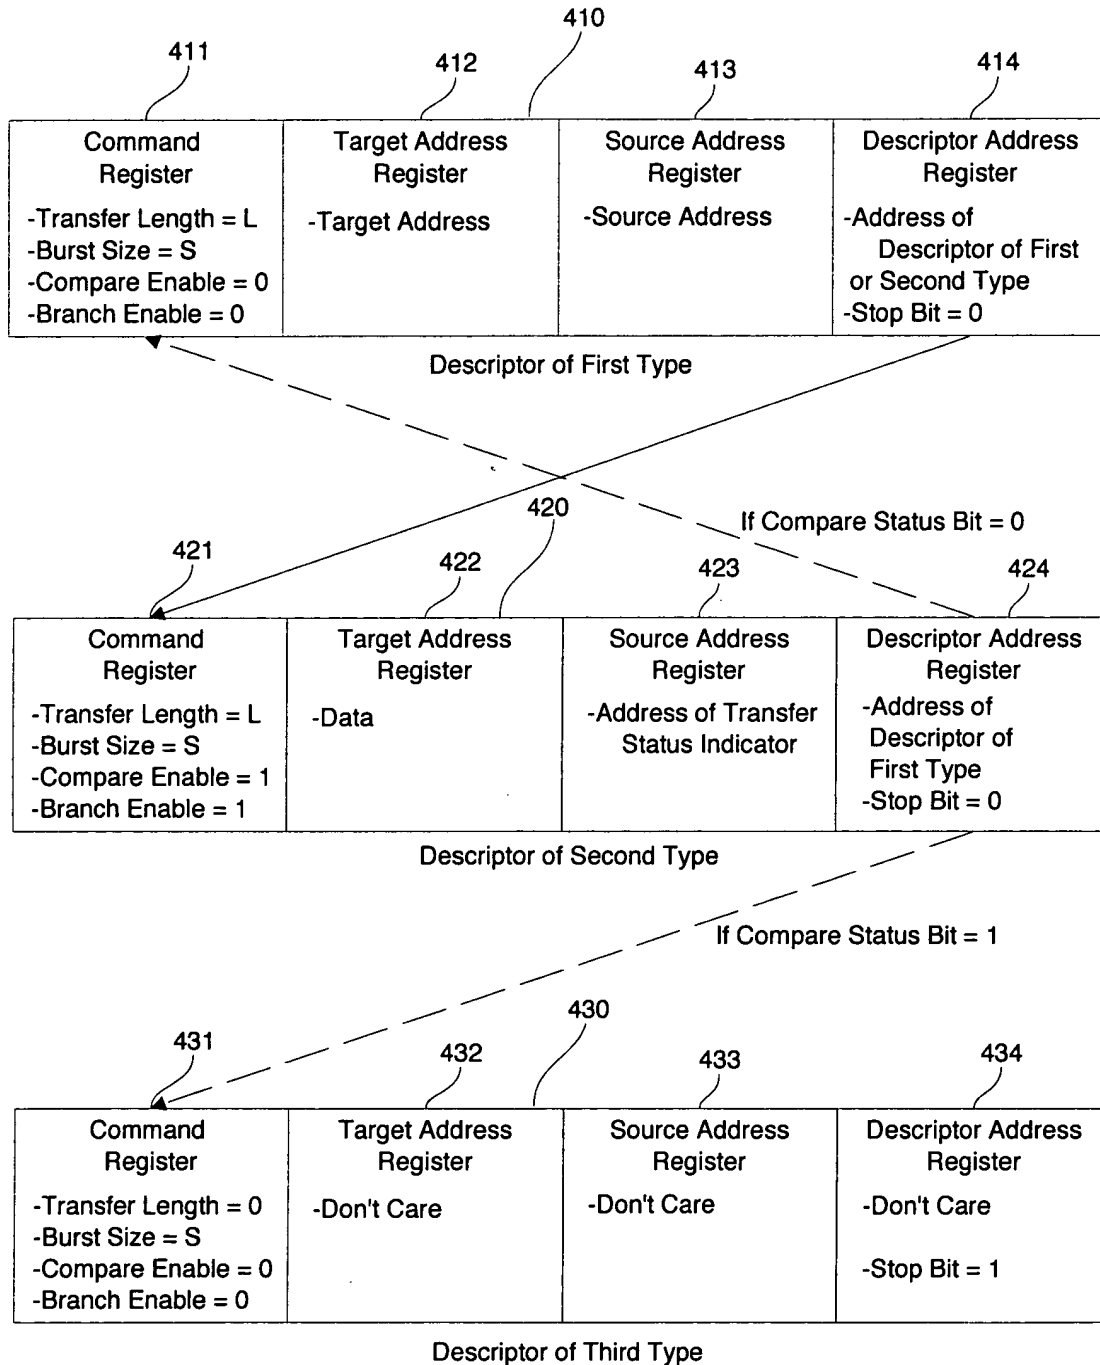 410
411
412
413
414
Command
Register
-Transfer Length = L
-Burst Size = S
-Compare Enable = 0
-Branch Enable = 0
Target Address
Register
-Target Address
Source Address
Register
-Source Address
Descriptor Address
Register
-Address of
Descriptor of First
or Second Type
-Stop Bit = 0
Descriptor of First Type
If Compare Status Bit = 0
420
421
422
423
424
Command
Register
-Transfer Length = L
-Burst Size = S
-Compare Enable = 1
-Branch Enable = 1
Target Address
Register
-Data
Source Address
Register
-Address of Transfer
Status Indicator
Descriptor Address
Register
-Address of
Descriptor of
First Type
-Stop Bit = 0
Descriptor of Second Type
If Compare Status Bit = 1
430
431
432
433
434
Command
Register
-Transfer Length = 0
-Burst Size = S
-Compare Enable = 0
-Branch Enable = 0
Target Address
Register
-Don't Care
Source Address
Register
-Don't Care
Descriptor Address
Register
-Don't Care
-Stop Bit = 1
Descriptor of Third Type